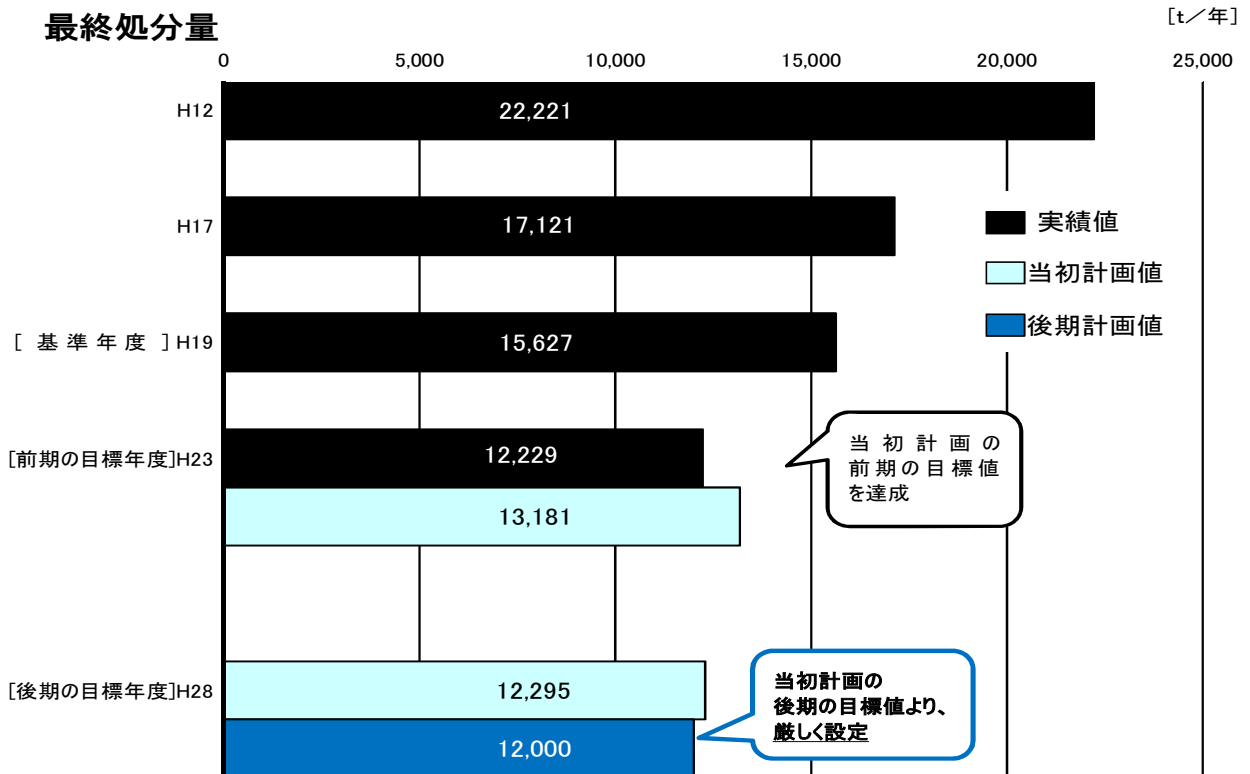 最終処分量
[t／年]
0 5,000 10,000 15,000 20,000 25,000
H12 22,221
H17 17,121
実績値
当初計画値
後期計画値
[基準年度]H19 15,627
[前期の目標年度]H23 12,229
13,181
当初計画の
前期の目標値
を達成
[後期の目標年度]H28 12,295
12,000
当初計画の
後期の目標値より、
厳しく設定